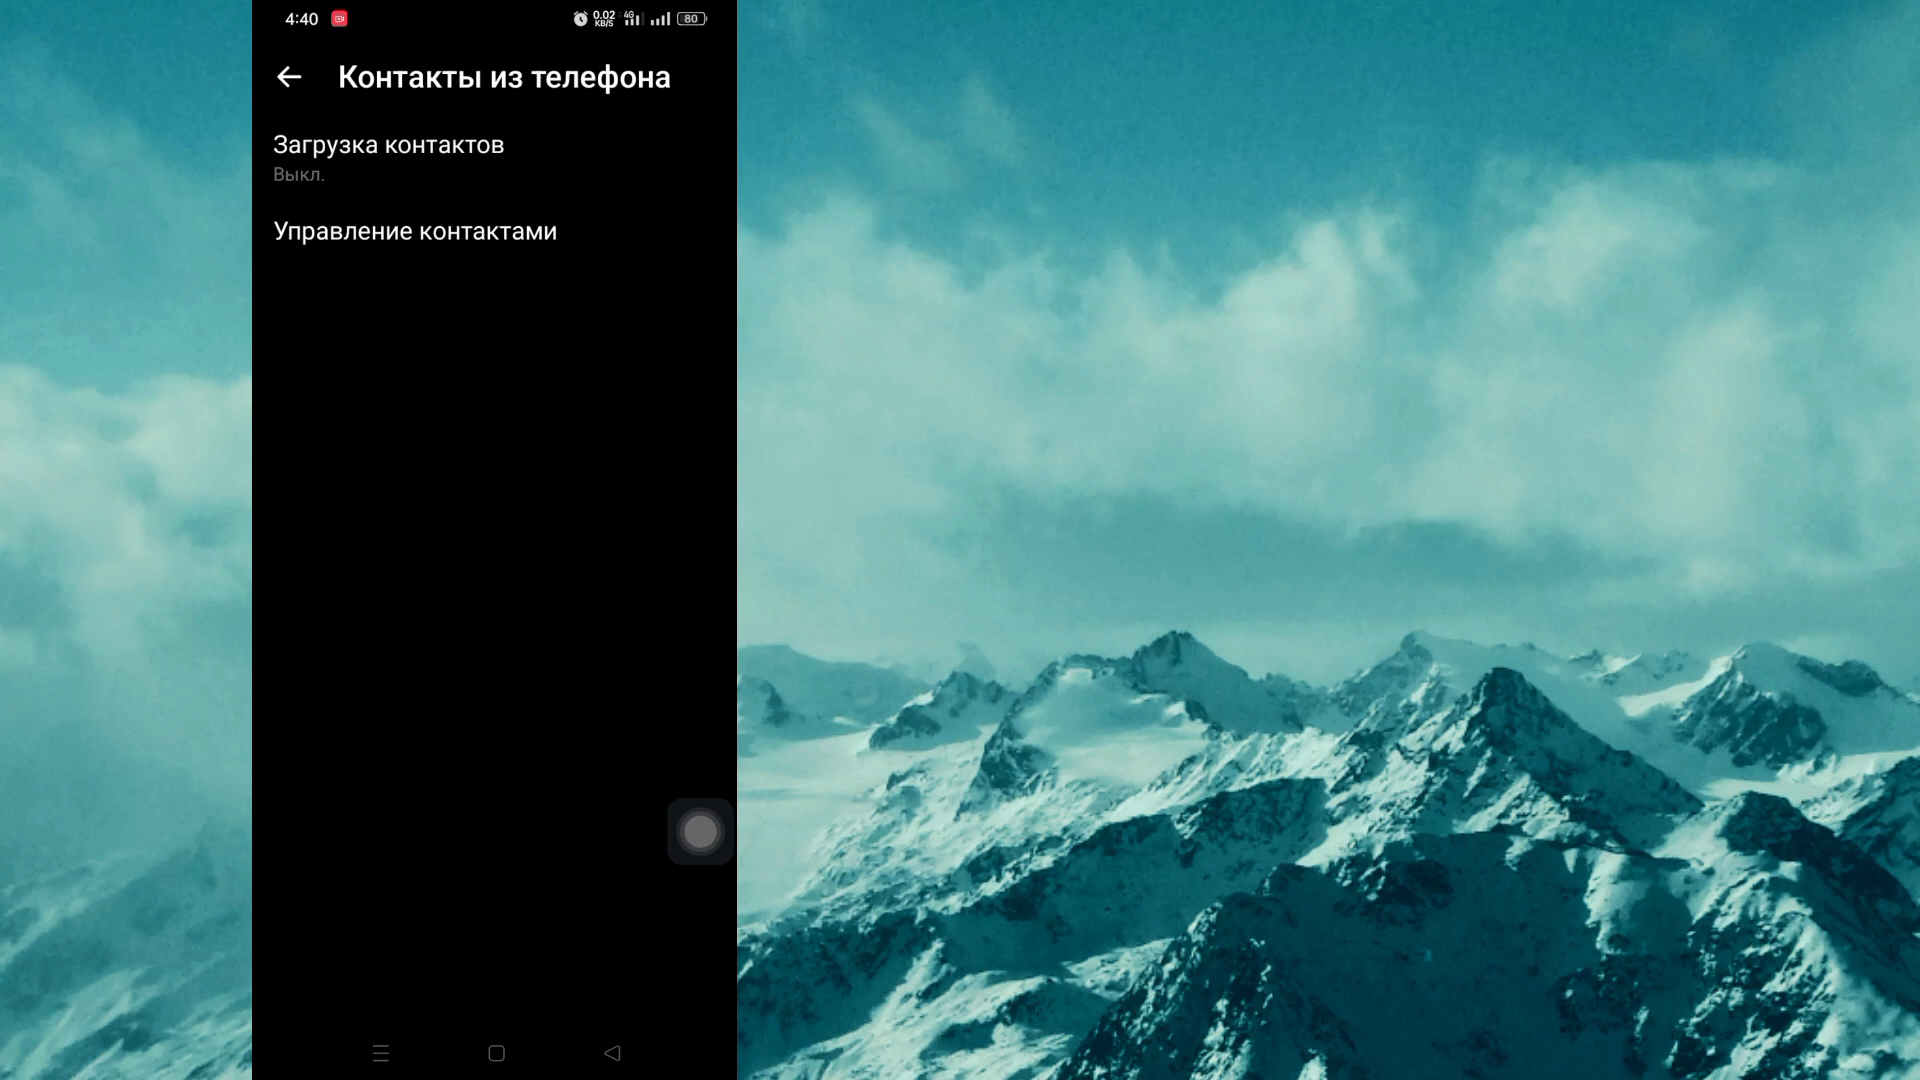 4:40
0.02 KB/S 4G 80
Контакты из телефона
Загрузка контактов
Выкл.
Управление контактами